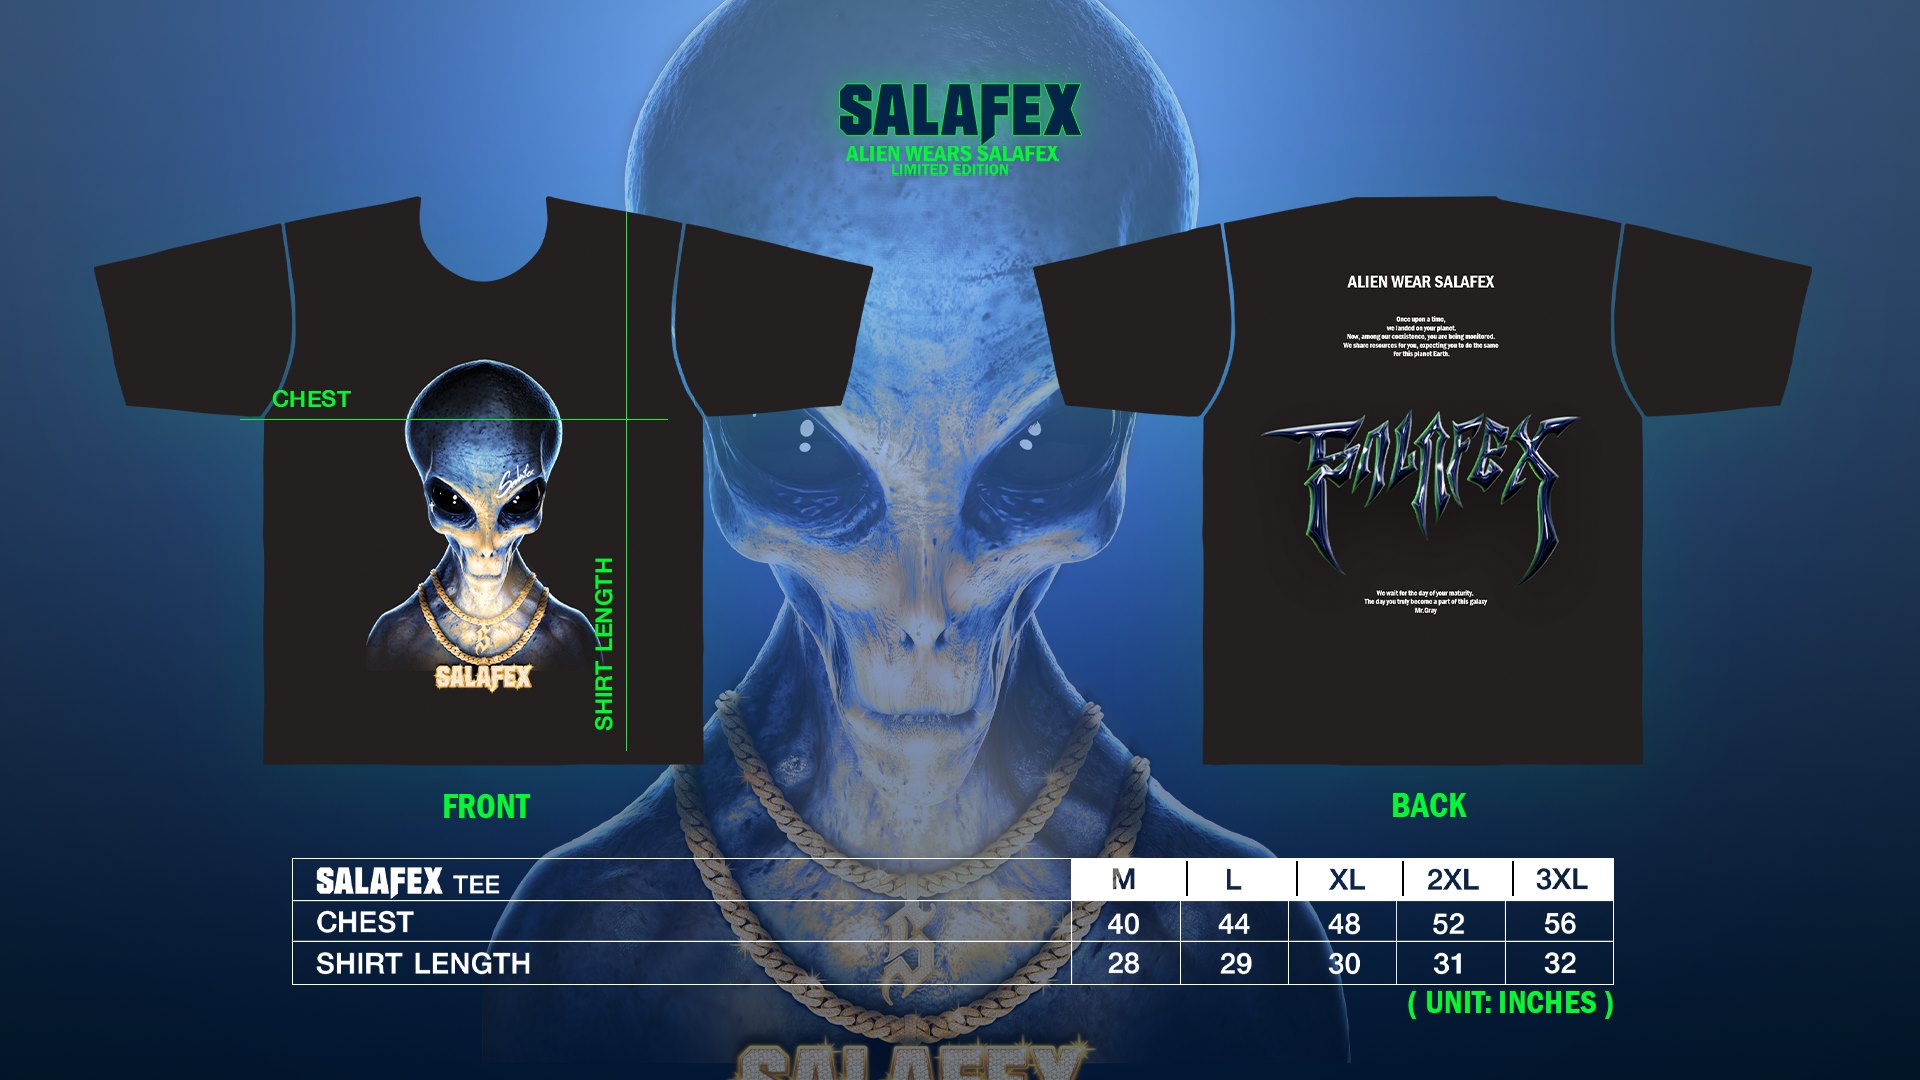 SALAFEX
ALIEN WEARS SALAFEX
LIMITED EDITION
CHEST
SHIRT LENGTH
Salafex
S
SALAFEX
FRONT
ALIEN WEAR SALAFEX
Once upon a time,
we landed on your planet.
Now, among our coexistence, you are being monitored.
We share resources for you, expecting you to do the same
for this planet Earth.
SALAFEX
We wait for the day of your maturity.
The day you truly become a part of this galaxy
Mr.Gray
BACK
SALAFEX TEE M L XL 2XL 3XL
CHEST 40 44 48 52 56
SHIRT LENGTH 28 29 30 31 32
( UNIT: INCHES )
S
SALAFEX